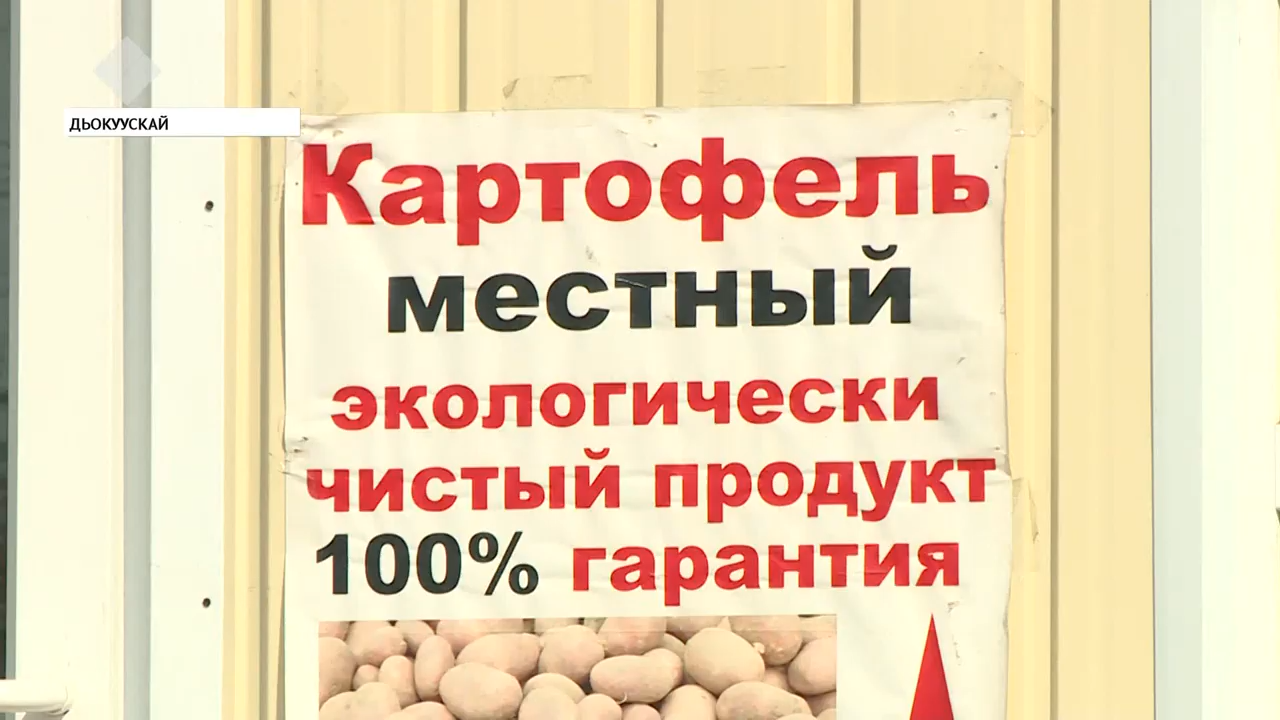 ДЬОКУУСКАЙ
Картофель
местный
экологически
чистый продукт
100% гарантия